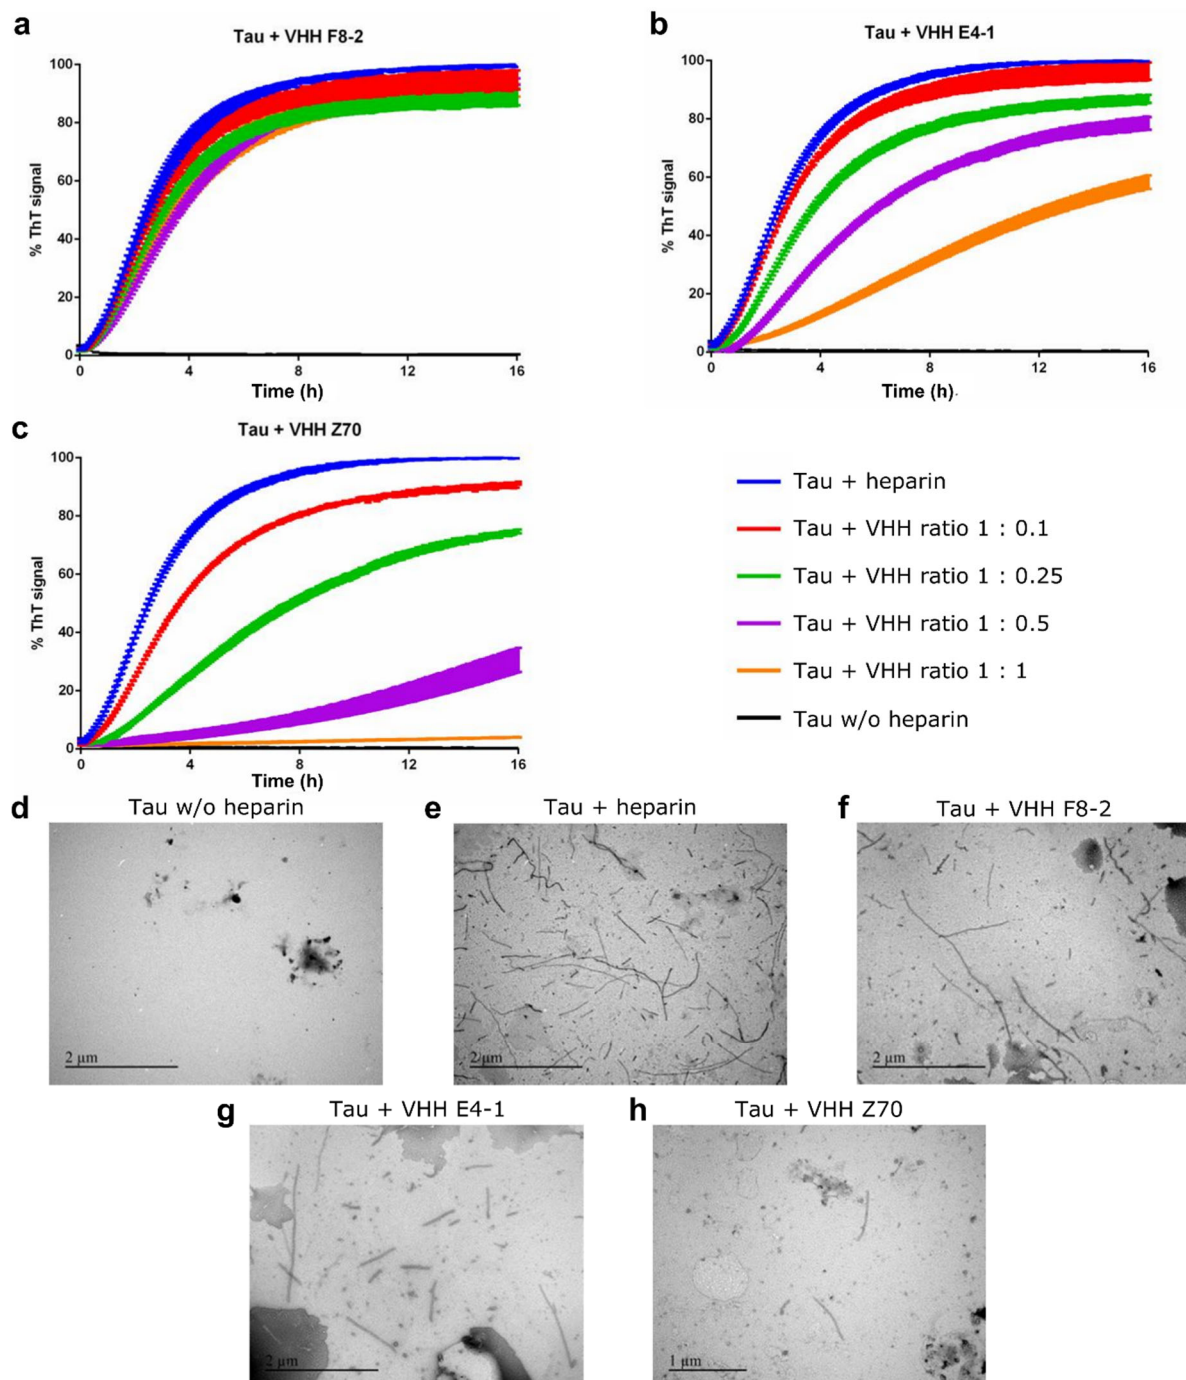 a
Tau + VHH F8-2
100
80
60
40
20
0
% ThT signal
0 4 8 12 16
Time (h)
b
Tau + VHH E4-1
100
80
60
40
20
0
% ThT signal
0 4 8 12 16
Time (h)
c
Tau + VHH Z70
100
80
60
40
20
0
% ThT signal
0 4 8 12 16
Time (h)
Tau + heparin
Tau + VHH ratio 1 : 0.1
Tau + VHH ratio 1 : 0.25
Tau + VHH ratio 1 : 0.5
Tau + VHH ratio 1 : 1
Tau w/o heparin
d
Tau w/o heparin
2 µm
e
Tau + heparin
2 µm
f
Tau + VHH F8-2
2 µm
g
Tau + VHH E4-1
2 µm
h
Tau + VHH Z70
1 µm